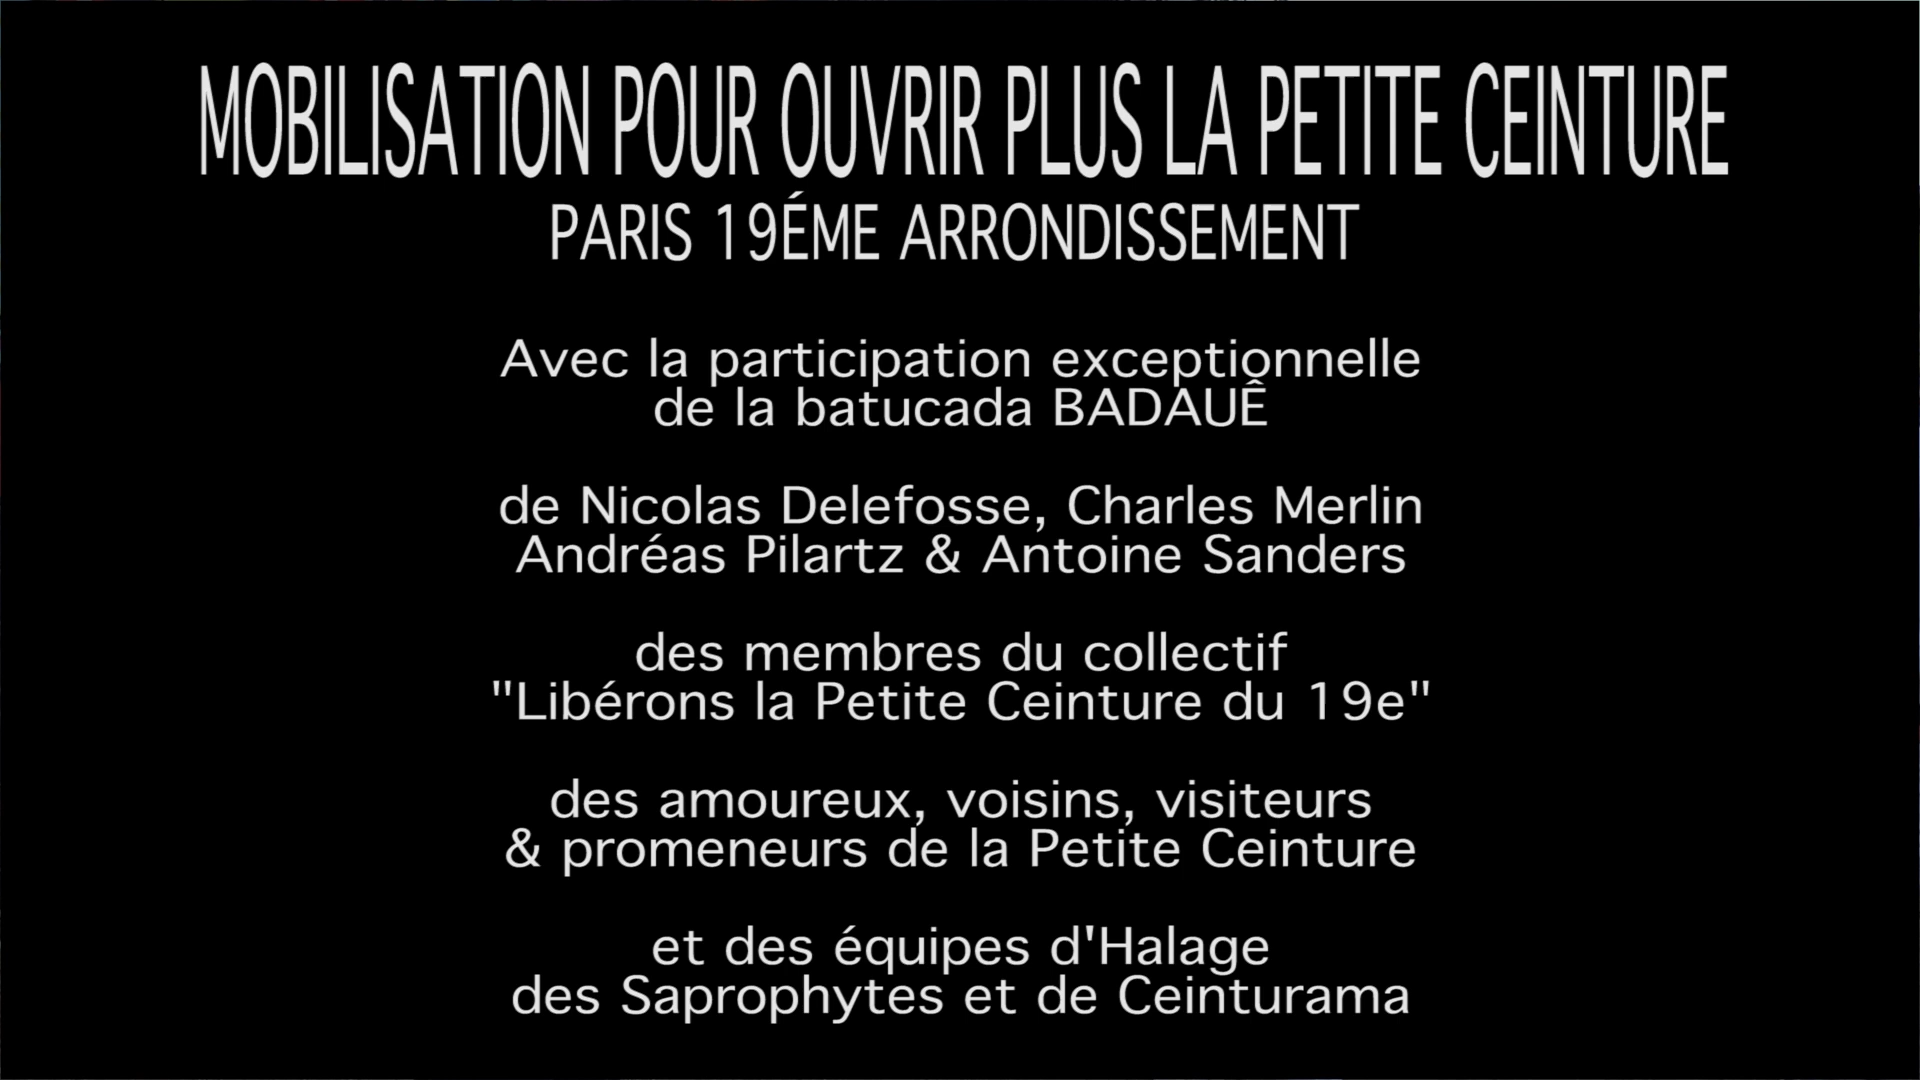 MOBILISATION POUR OUVRIR PLUS LA PETITE CEINTURE
PARIS 19ÉME ARRONDISSEMENT
Avec la participation exceptionnelle
de la batucada BADAUÊ
de Nicolas Delefosse, Charles Merlin
Andréas Pilartz & Antoine Sanders
des membres du collectif
"Libérons la Petite Ceinture du 19e"
des amoureux, voisins, visiteurs
& promeneurs de la Petite Ceinture
et des équipes d'Halage
des Saprophytes et de Ceinturama